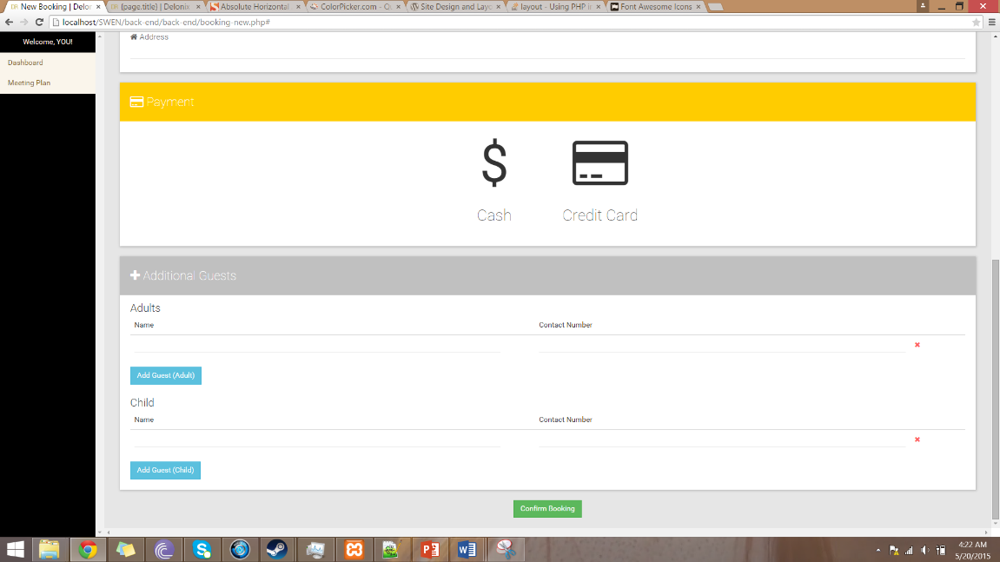 New Booking | Delon
{page.title} | Delonix
Absolute Horizontal
ColorPicker.com - Q
Site Design and Layo
layout - Using PHP in
Font Awesome Icons
localhost/SWEN/back-end/back-end/booking-new.php#
Welcome, YOU!
Dashboard
Meeting Plan
Address
Payment
Cash
Credit Card
Additional Guests
Adults
Name Contact Number
Add Guest (Adult)
Child
Name Contact Number
Add Guest (Child)
Confirm Booking
4:22 AM
5/20/2015